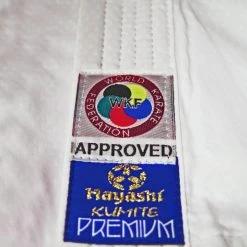 WORLD KARATE
FEDERATION
WKF
APPROVED
Hayashi
KUMITE
PREMIUM